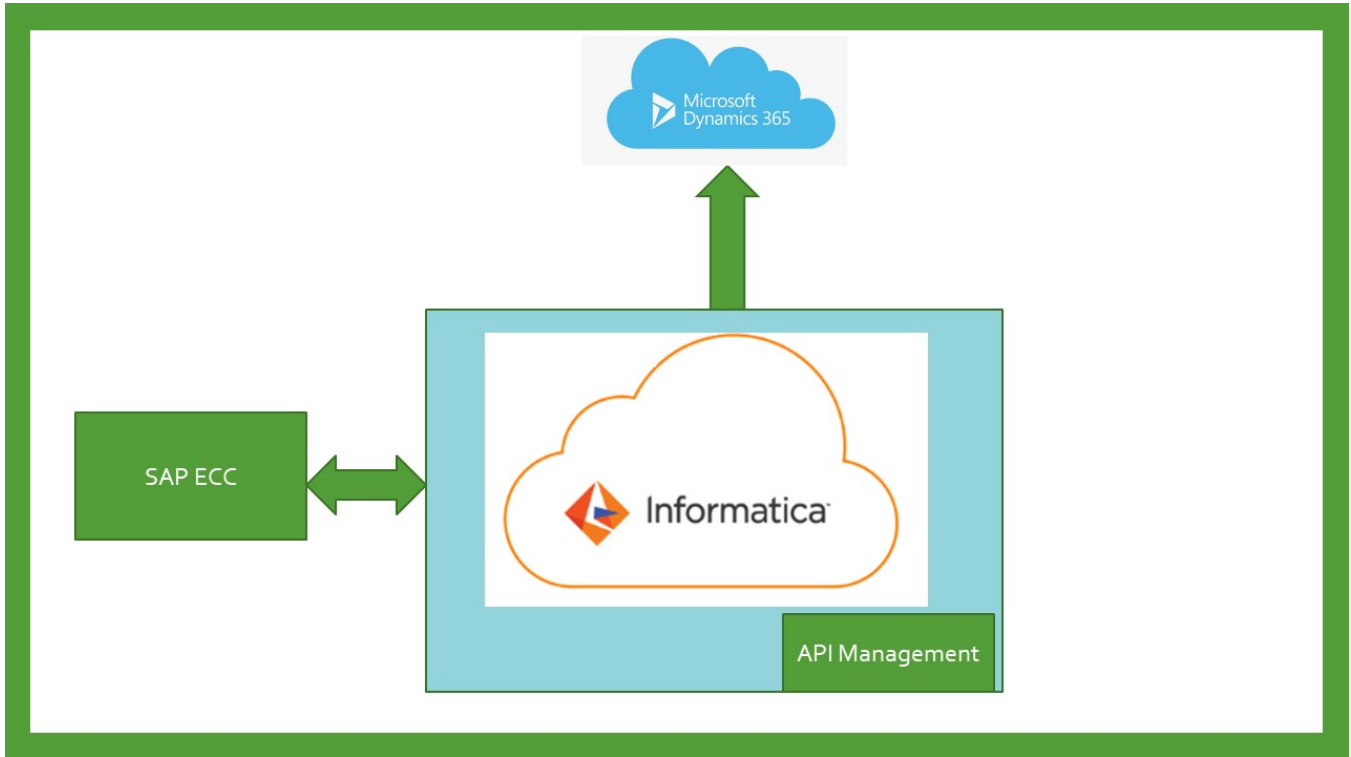 Microsoft
Dynamics 365
SAP ECC
Informatica
API Management